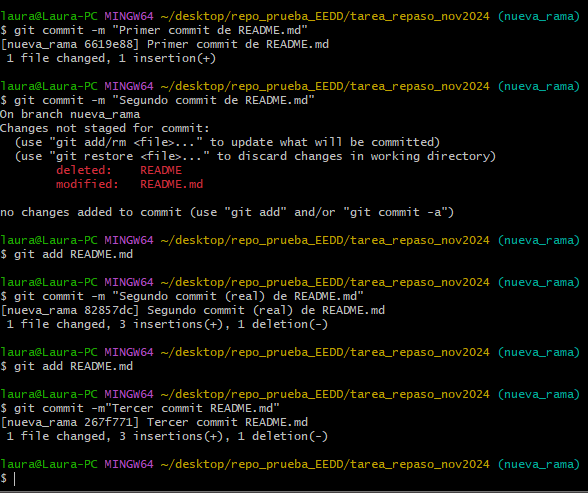 laura@Laura-PC MINGW64 ~/desktop/repo_prueba_EEDD/tarea_repaso_nov2024 (nueva_rama)
$ git commit -m "Primer commit de README.md"
[nueva_rama 6619e88] Primer commit de README.md
 1 file changed, 1 insertion(+)

laura@Laura-PC MINGW64 ~/desktop/repo_prueba_EEDD/tarea_repaso_nov2024 (nueva_rama)
$ git commit -m "Segundo commit de README.md"
On branch nueva_rama
Changes not staged for commit:
  (use "git add/rm <file>..." to update what will be committed)
  (use "git restore <file>..." to discard changes in working directory)
        deleted:    README
        modified:   README.md

no changes added to commit (use "git add" and/or "git commit -a")

laura@Laura-PC MINGW64 ~/desktop/repo_prueba_EEDD/tarea_repaso_nov2024 (nueva_rama)
$ git add README.md

laura@Laura-PC MINGW64 ~/desktop/repo_prueba_EEDD/tarea_repaso_nov2024 (nueva_rama)
$ git commit -m "Segundo commit (real) de README.md"
[nueva_rama 82857dc] Segundo commit (real) de README.md
 1 file changed, 3 insertions(+), 1 deletion(-)

laura@Laura-PC MINGW64 ~/desktop/repo_prueba_EEDD/tarea_repaso_nov2024 (nueva_rama)
$ git add README.md

laura@Laura-PC MINGW64 ~/desktop/repo_prueba_EEDD/tarea_repaso_nov2024 (nueva_rama)
$ git commit -m"Tercer commit README.md"
[nueva_rama 267f771] Tercer commit README.md
 1 file changed, 3 insertions(+), 1 deletion(-)

laura@Laura-PC MINGW64 ~/desktop/repo_prueba_EEDD/tarea_repaso_nov2024 (nueva_rama)
$